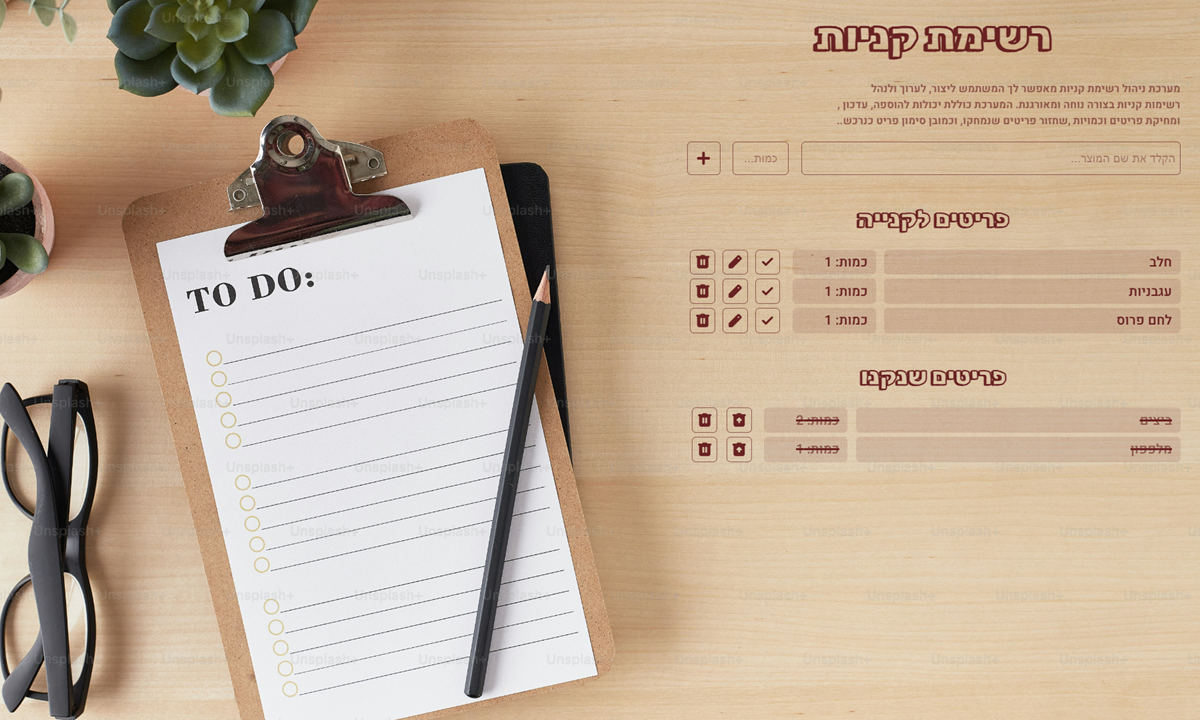 רשימת קניות
מערכת ניהול רשימת קניות מאפשר לך המשתמש ליצור, לערוך ולנהל
רשימות קניות בצורה נוחה ומאורגנת. המערכת כוללת יכולות להוספה, עדכון ,
ומחיקת פריטים וכמויות ,שחזור פריטים שנמחקו, וכמובן סימון פריט כנרכש..
הקלד את שם המוצר... כמות... +
פריטים לקנייה
חלב כמות: 1
עגבניות כמות: 1
לחם פרוס כמות: 1
פריטים שנקנו
ביצים כמות: 2
מלפפון כמות: 1
TO DO:
Unsplash+